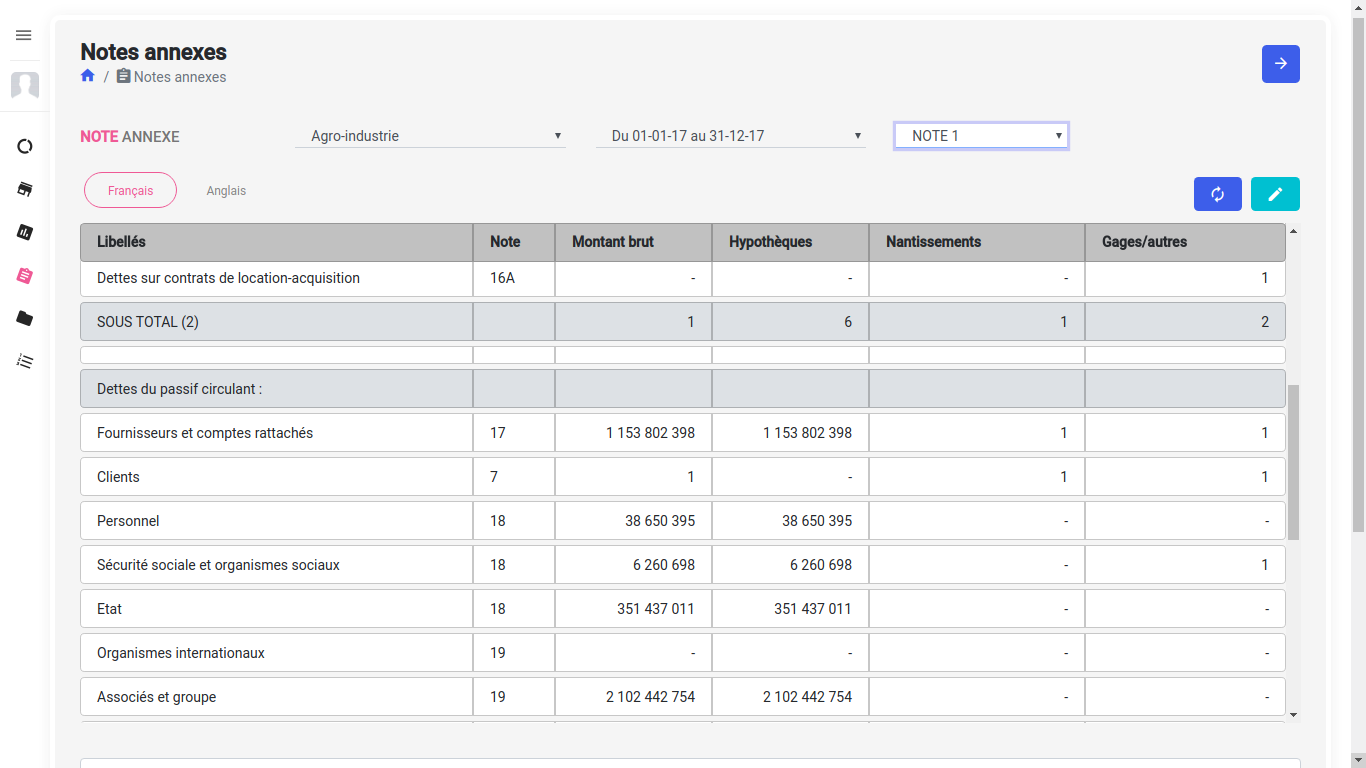 Notes annexes
/ Notes annexes
NOTE ANNEXE Agro-industrie Du 01-01-17 au 31-12-17 NOTE 1
Français Anglais
Libellés Note Montant brut Hypothèques Nantissements Gages/autres
Dettes sur contrats de location-acquisition 16A - - - 1
SOUS TOTAL (2) 1 6 1 2
Dettes du passif circulant :
Fournisseurs et comptes rattachés 17 1 153 802 398 1 153 802 398 1 1
Clients 7 1 - 1 1
Personnel 18 38 650 395 38 650 395 - -
Sécurité sociale et organismes sociaux 18 6 260 698 6 260 698 - 1
Etat 18 351 437 011 351 437 011 - -
Organismes internationaux 19 - - - -
Associés et groupe 19 2 102 442 754 2 102 442 754 - -